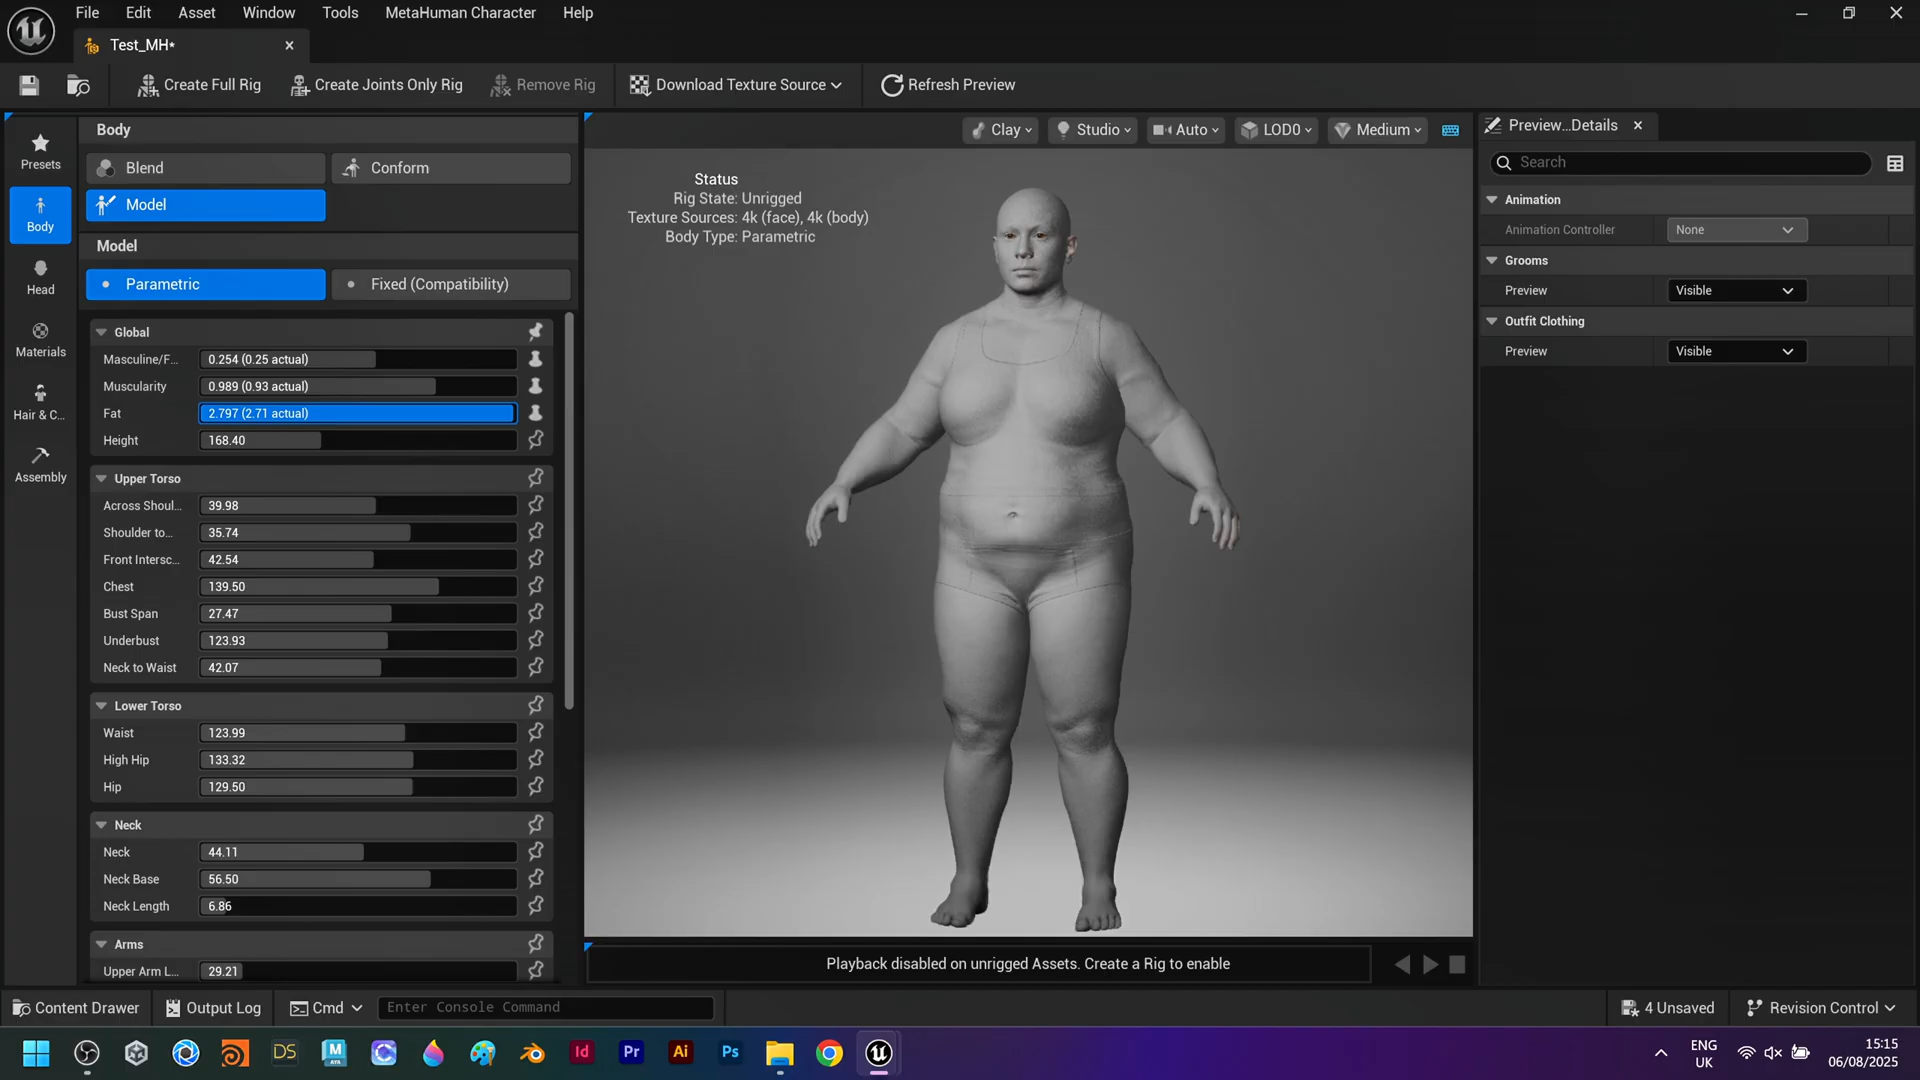 File Edit Asset Window Tools MetaHuman Character Help
Test_MH*
Create Full Rig Create Joints Only Rig Remove Rig Download Texture Source Refresh Preview
Presets
Body
Head
Materials
Hair & C...
Assembly
Body
Blend Conform
Model
Model
Parametric Fixed (Compatibility)
Global
Masculine/F... 0.254 (0.25 actual)
Muscularity 0.989 (0.93 actual)
Fat 2.797 (2.71 actual)
Height 168.40
Upper Torso
Across Shoul... 39.98
Shoulder to... 35.74
Front Intersc... 42.54
Chest 139.50
Bust Span 27.47
Underbust 123.93
Neck to Waist 42.07
Lower Torso
Waist 123.99
High Hip 133.32
Hip 129.50
Neck
Neck 44.11
Neck Base 56.50
Neck Length 6.86
Arms
Upper Arm L... 29.21
Clay Studio Auto LOD0 Medium
Status
Rig State: Unrigged
Texture Sources: 4k (face), 4k (body)
Body Type: Parametric
Playback disabled on unrigged Assets. Create a Rig to enable
Preview...Details
Search
Animation
Animation Controller None
Grooms
Preview Visible
Outfit Clothing
Preview Visible
Content Drawer Output Log Cmd Enter Console Command 4 Unsaved Revision Control
DS M MAYA Id Pr Ai Ps
ENG
UK
15:15
06/08/2025